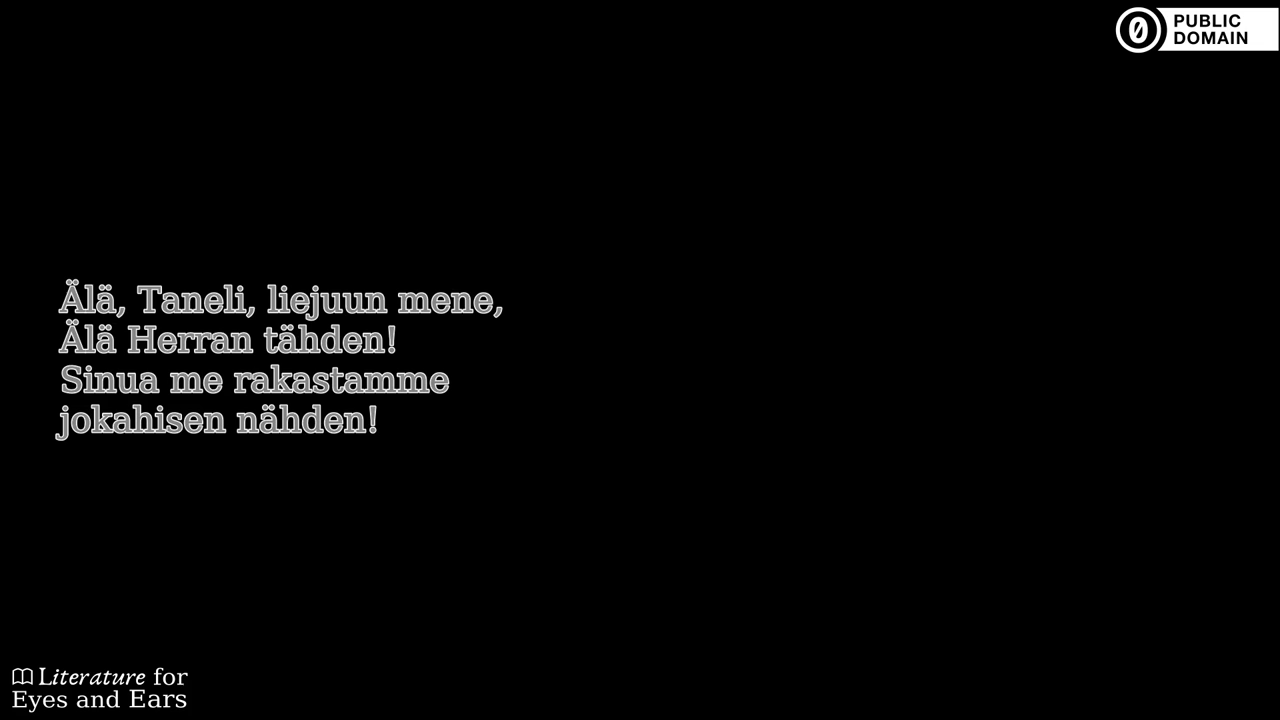 PUBLIC
DOMAIN
Älä, Taneli, liejuun mene,
Älä Herran tähden!
Sinua me rakastamme
jokahisen nähden!
Literature for
Eyes and Ears